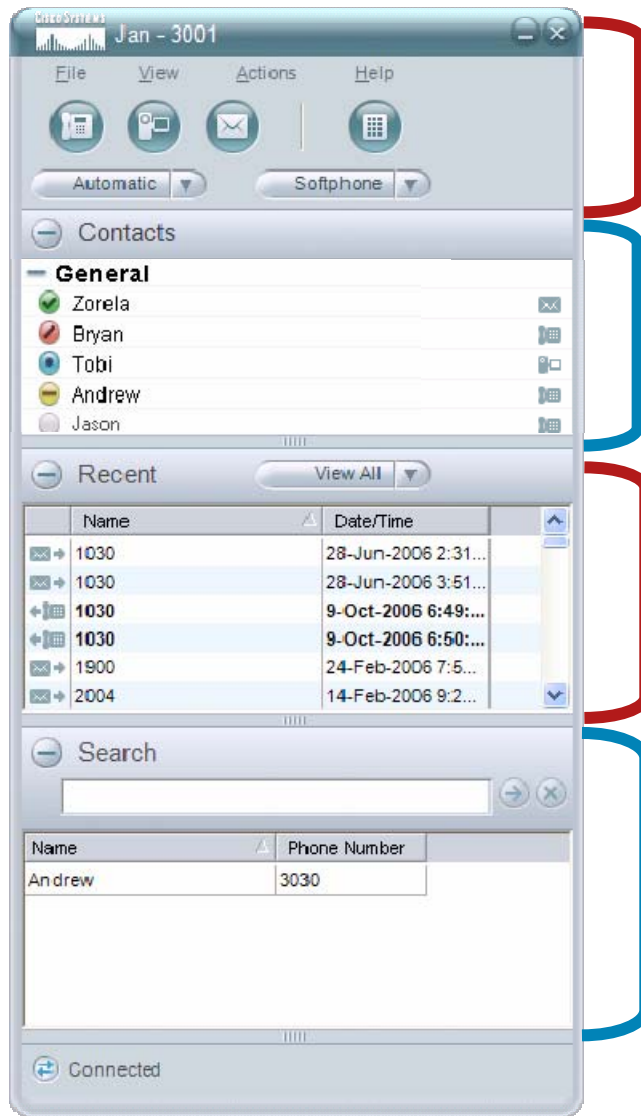 CISCO SYSTEMS
Jan - 3001
File View Actions Help
Automatic Softphone
Contacts
General
Zorela
Bryan
Tobi
Andrew
Jason
Recent View All
Name Date/Time
1030 28-Jun-2006 2:31...
1030 28-Jun-2006 3:51...
1030 9-Oct-2006 6:49:...
1030 9-Oct-2006 6:50:...
1900 24-Feb-2006 7:5...
2004 14-Feb-2006 9:2...
Search
Name Phone Number
Andrew 3030
Connected